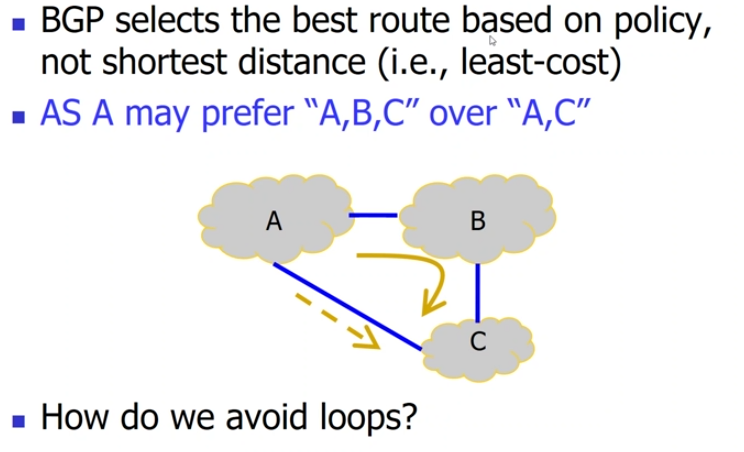 BGP selects the best route based on policy,
not shortest distance (i.e., least-cost)
AS A may prefer “A,B,C” over “A,C”
A
B
C
How do we avoid loops?